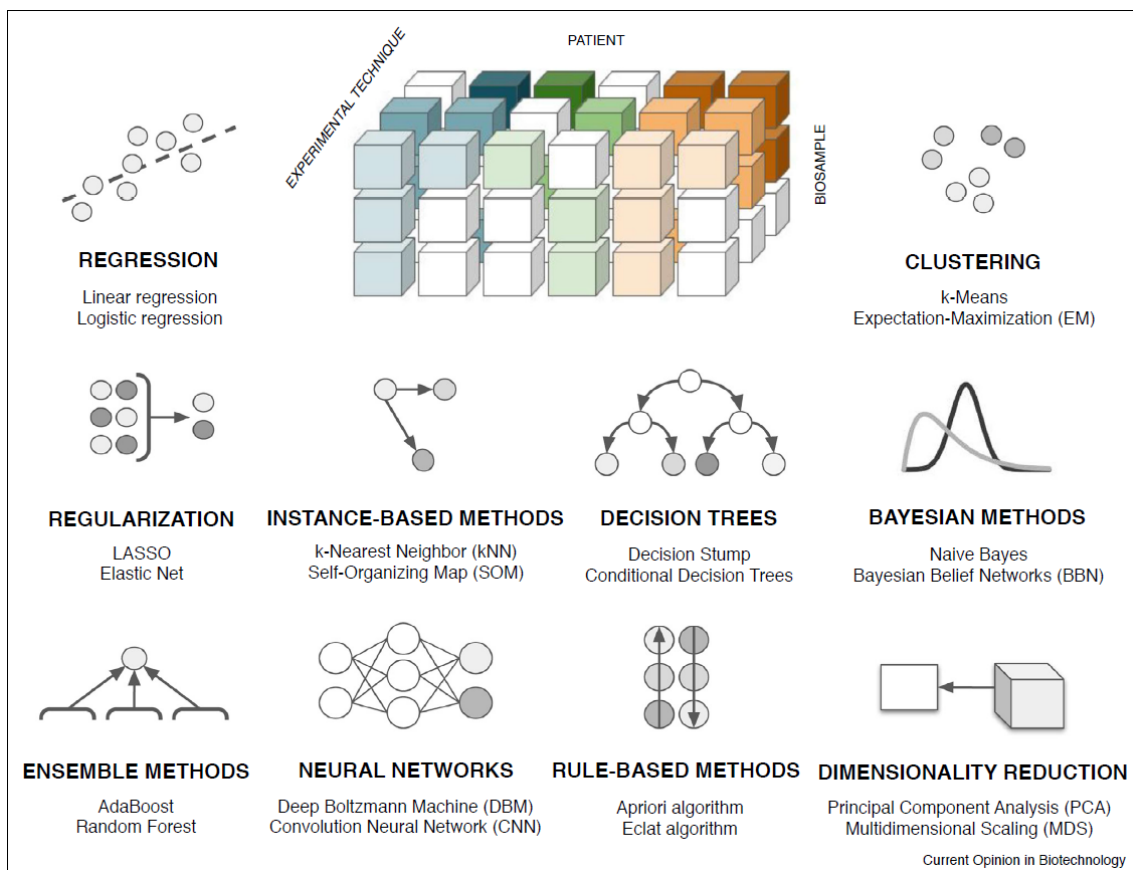 PATIENT
EXPERIMENTAL TECHNIQUE
BIOSAMPLE
REGRESSION
Linear regression
Logistic regression
CLUSTERING
k-Means
Expectation-Maximization (EM)
REGULARIZATION
LASSO
Elastic Net
INSTANCE-BASED METHODS
k-Nearest Neighbor (kNN)
Self-Organizing Map (SOM)
DECISION TREES
Decision Stump
Conditional Decision Trees
BAYESIAN METHODS
Naive Bayes
Bayesian Belief Networks (BBN)
ENSEMBLE METHODS
AdaBoost
Random Forest
NEURAL NETWORKS
Deep Boltzmann Machine (DBM)
Convolution Neural Network (CNN)
RULE-BASED METHODS
Apriori algorithm
Eclat algorithm
DIMENSIONALITY REDUCTION
Principal Component Analysis (PCA)
Multidimensional Scaling (MDS)
Current Opinion in Biotechnology